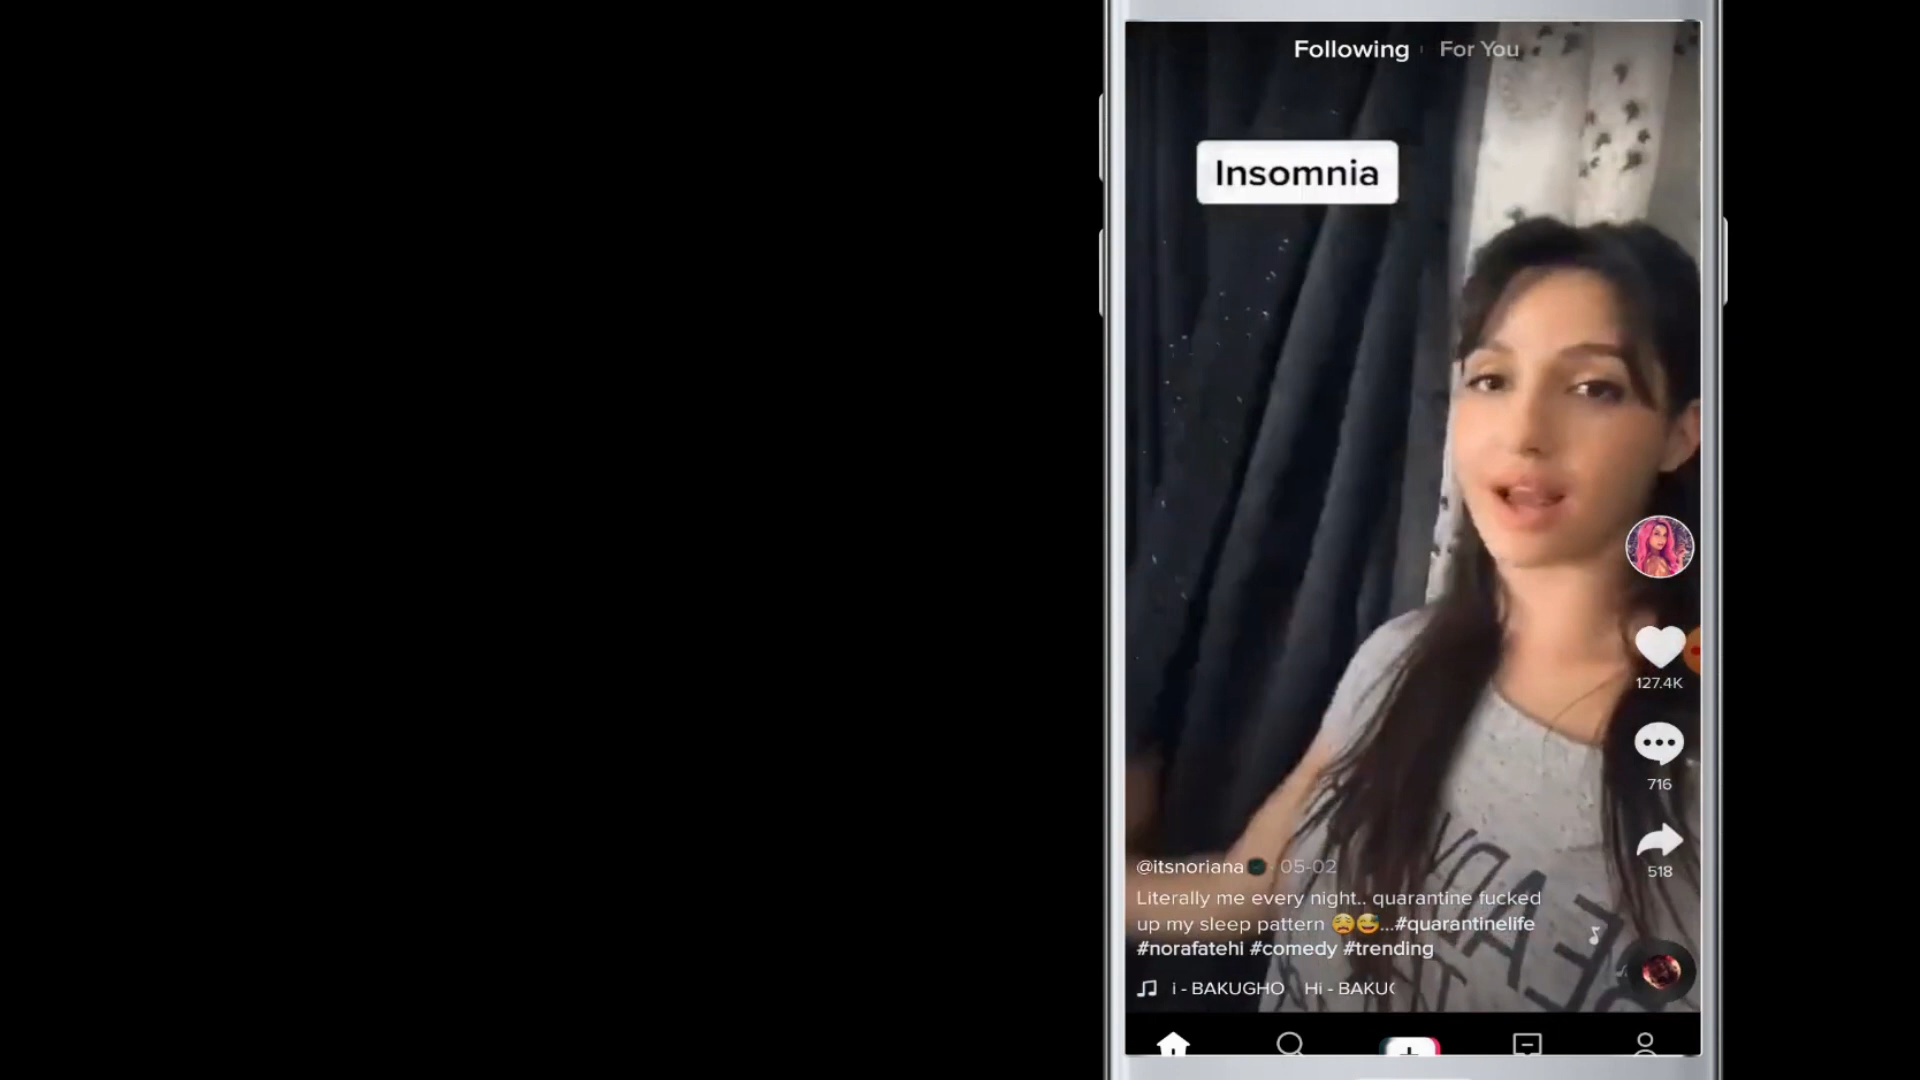 Following For You
Insomnia
127.4K
716
518
@itsnoriana · 05-02
Literally me every night.. quarantine fucked
up my sleep pattern 😩😅...#quarantinelife
#norafatehi #comedy #trending
i - BAKUGHO Hi - BAKU